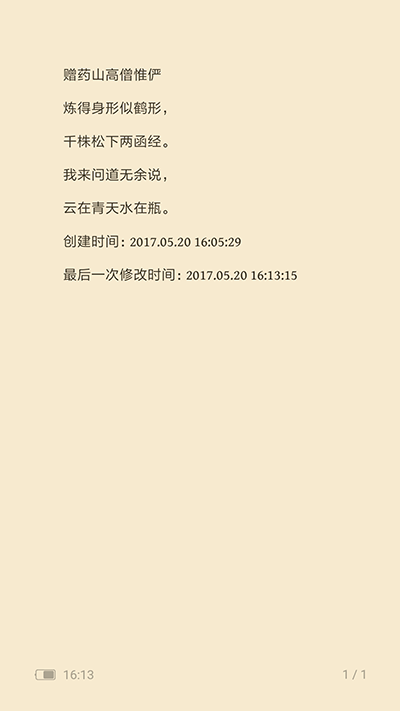 赠药山高僧惟俨
炼得身形似鹤形，
千株松下两函经。
我来问道无余说，
云在青天水在瓶。
创建时间：2017.05.20 16:05:29
最后一次修改时间：2017.05.20 16:13:15
16:13
1 / 1